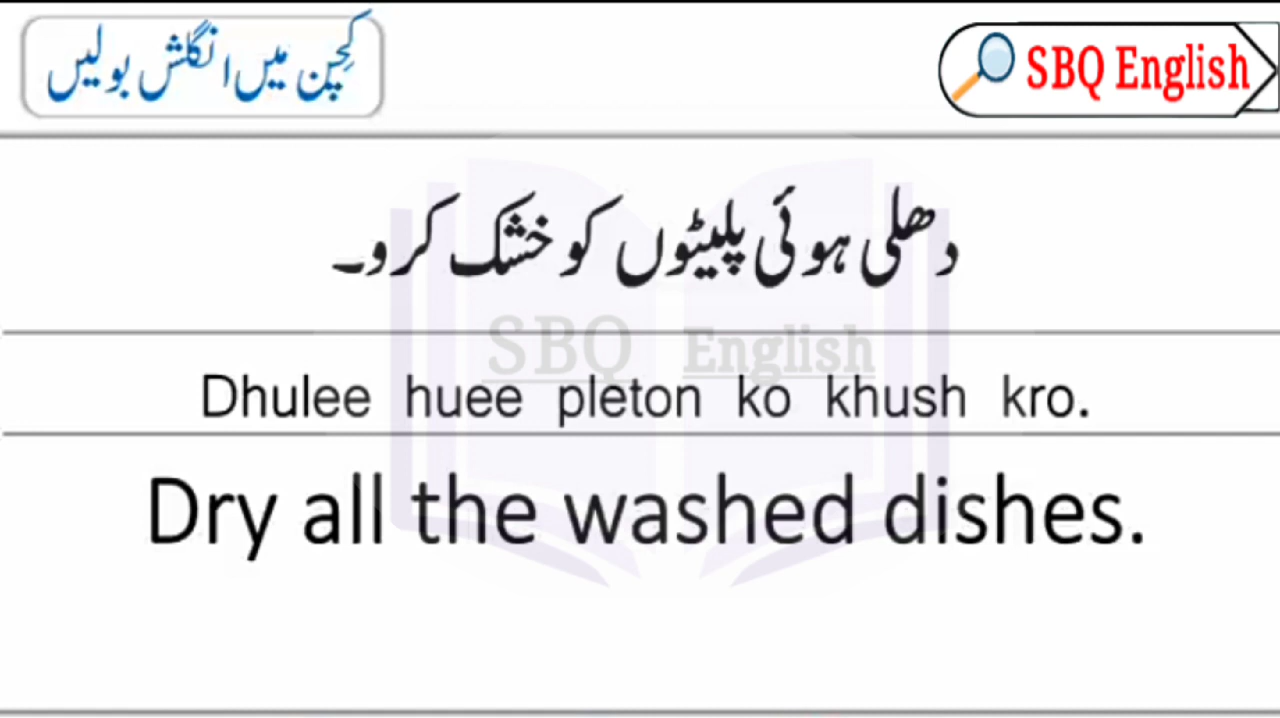 کچن میں انگلش بولیں
SBQ English
دھلی ہوئی پلیٹوں کو خشک کرو۔
SBQ English
Dhulee huee pleton ko khush kro.
Dry all the washed dishes.